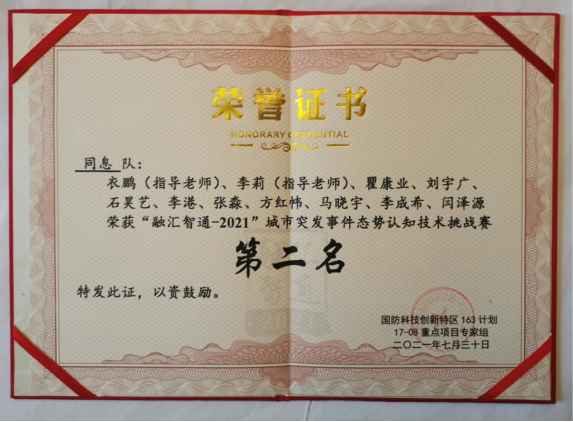 荣誉证书
HONORARY CREDENTIAL
同息 队：
衣鹏（指导老师）、李莉（指导老师）、瞿康业、刘宇广、
石昊艺、李港、张淼、方红帏、马晓宇、李成希、闫泽源
荣获“融汇智通-2021”城市突发事件态势认知技术挑战赛
第二名
特发此证，以资鼓励。
国防科技创新特区 163 计划
17-08 重点项目专家组
二〇二一年七月三十日